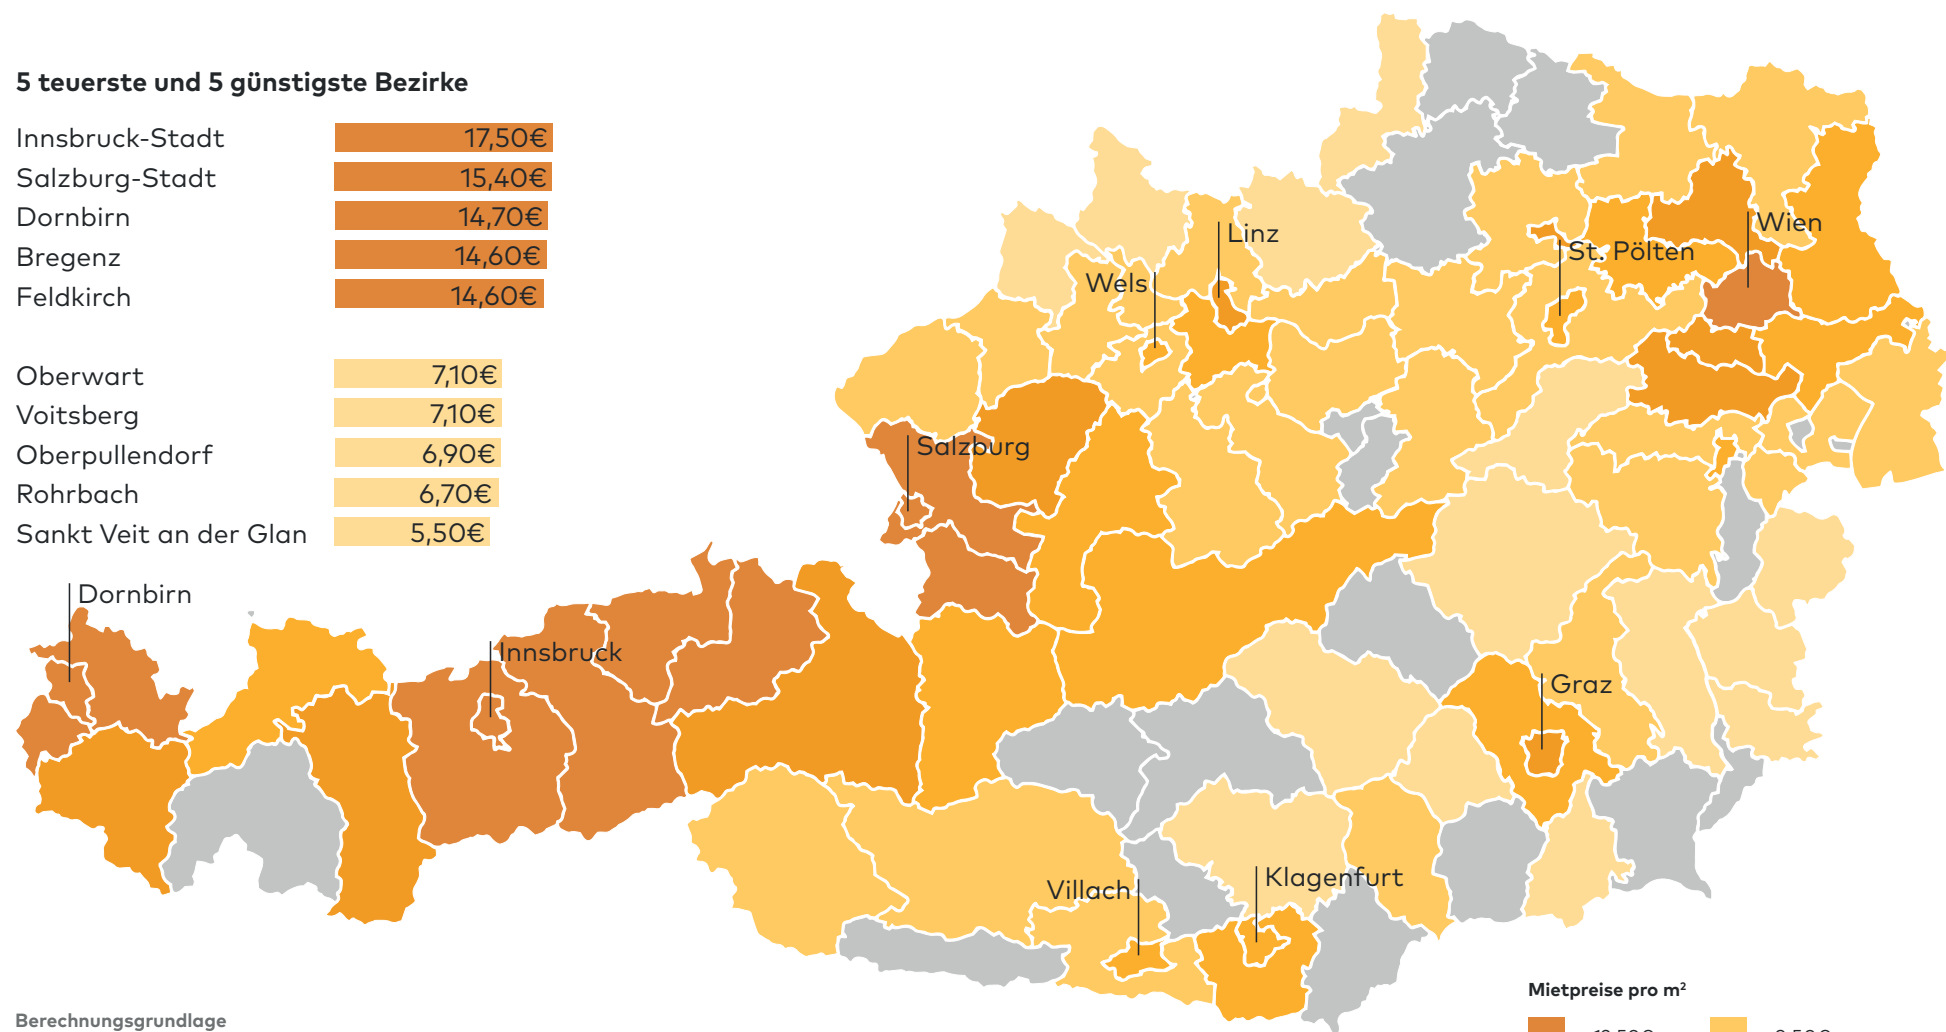 5 teuerste und 5 günstigste Bezirke
Innsbruck-Stadt 17,50€
Salzburg-Stadt 15,40€
Dornbirn 14,70€
Bregenz 14,60€
Feldkirch 14,60€
Oberwart 7,10€
Voitsberg 7,10€
Oberpullendorf 6,90€
Rohrbach 6,70€
Sankt Veit an der Glan 5,50€
Wien
Linz
St. Pölten
Wels
Salzburg
Dornbirn
Innsbruck
Graz
Klagenfurt
Villach
Mietpreise pro m²
Berechnungsgrundlage